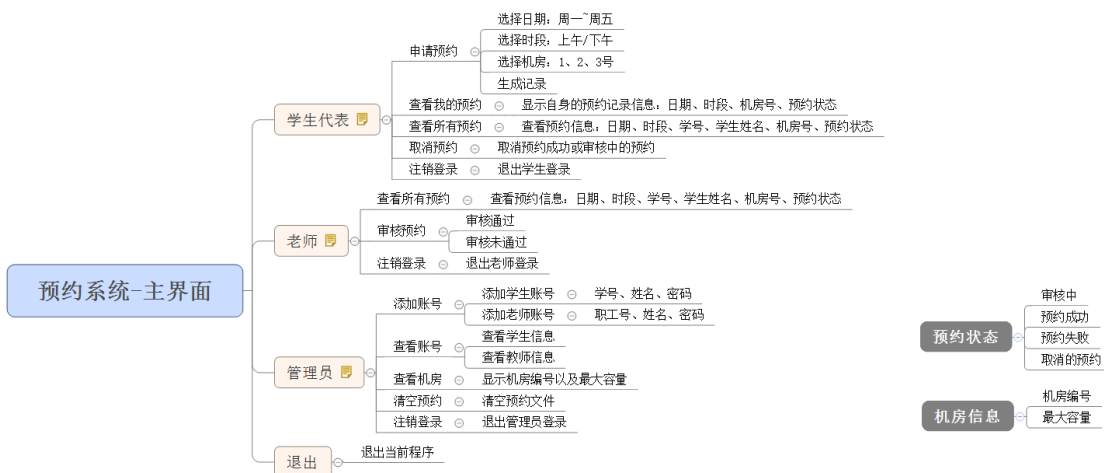 预约系统-主界面
学生代表
申请预约
选择日期：周一~周五
选择时段：上午/下午
选择机房：1、2、3号
生成记录
查看我的预约
显示自身的预约记录信息：日期、时段、机房号、预约状态
查看所有预约
查看预约信息：日期、时段、学号、学生姓名、机房号、预约状态
取消预约
取消预约成功或审核中的预约
注销登录
退出学生登录
老师
查看所有预约
查看预约信息：日期、时段、学号、学生姓名、机房号、预约状态
审核预约
审核通过
审核未通过
注销登录
退出老师登录
管理员
添加账号
添加学生账号
学号、姓名、密码
添加老师账号
职工号、姓名、密码
查看账号
查看学生信息
查看教师信息
查看机房
显示机房编号以及最大容量
清空预约
清空预约文件
注销登录
退出管理员登录
退出
退出当前程序
预约状态
审核中
预约成功
预约失败
取消的预约
机房信息
机房编号
最大容量